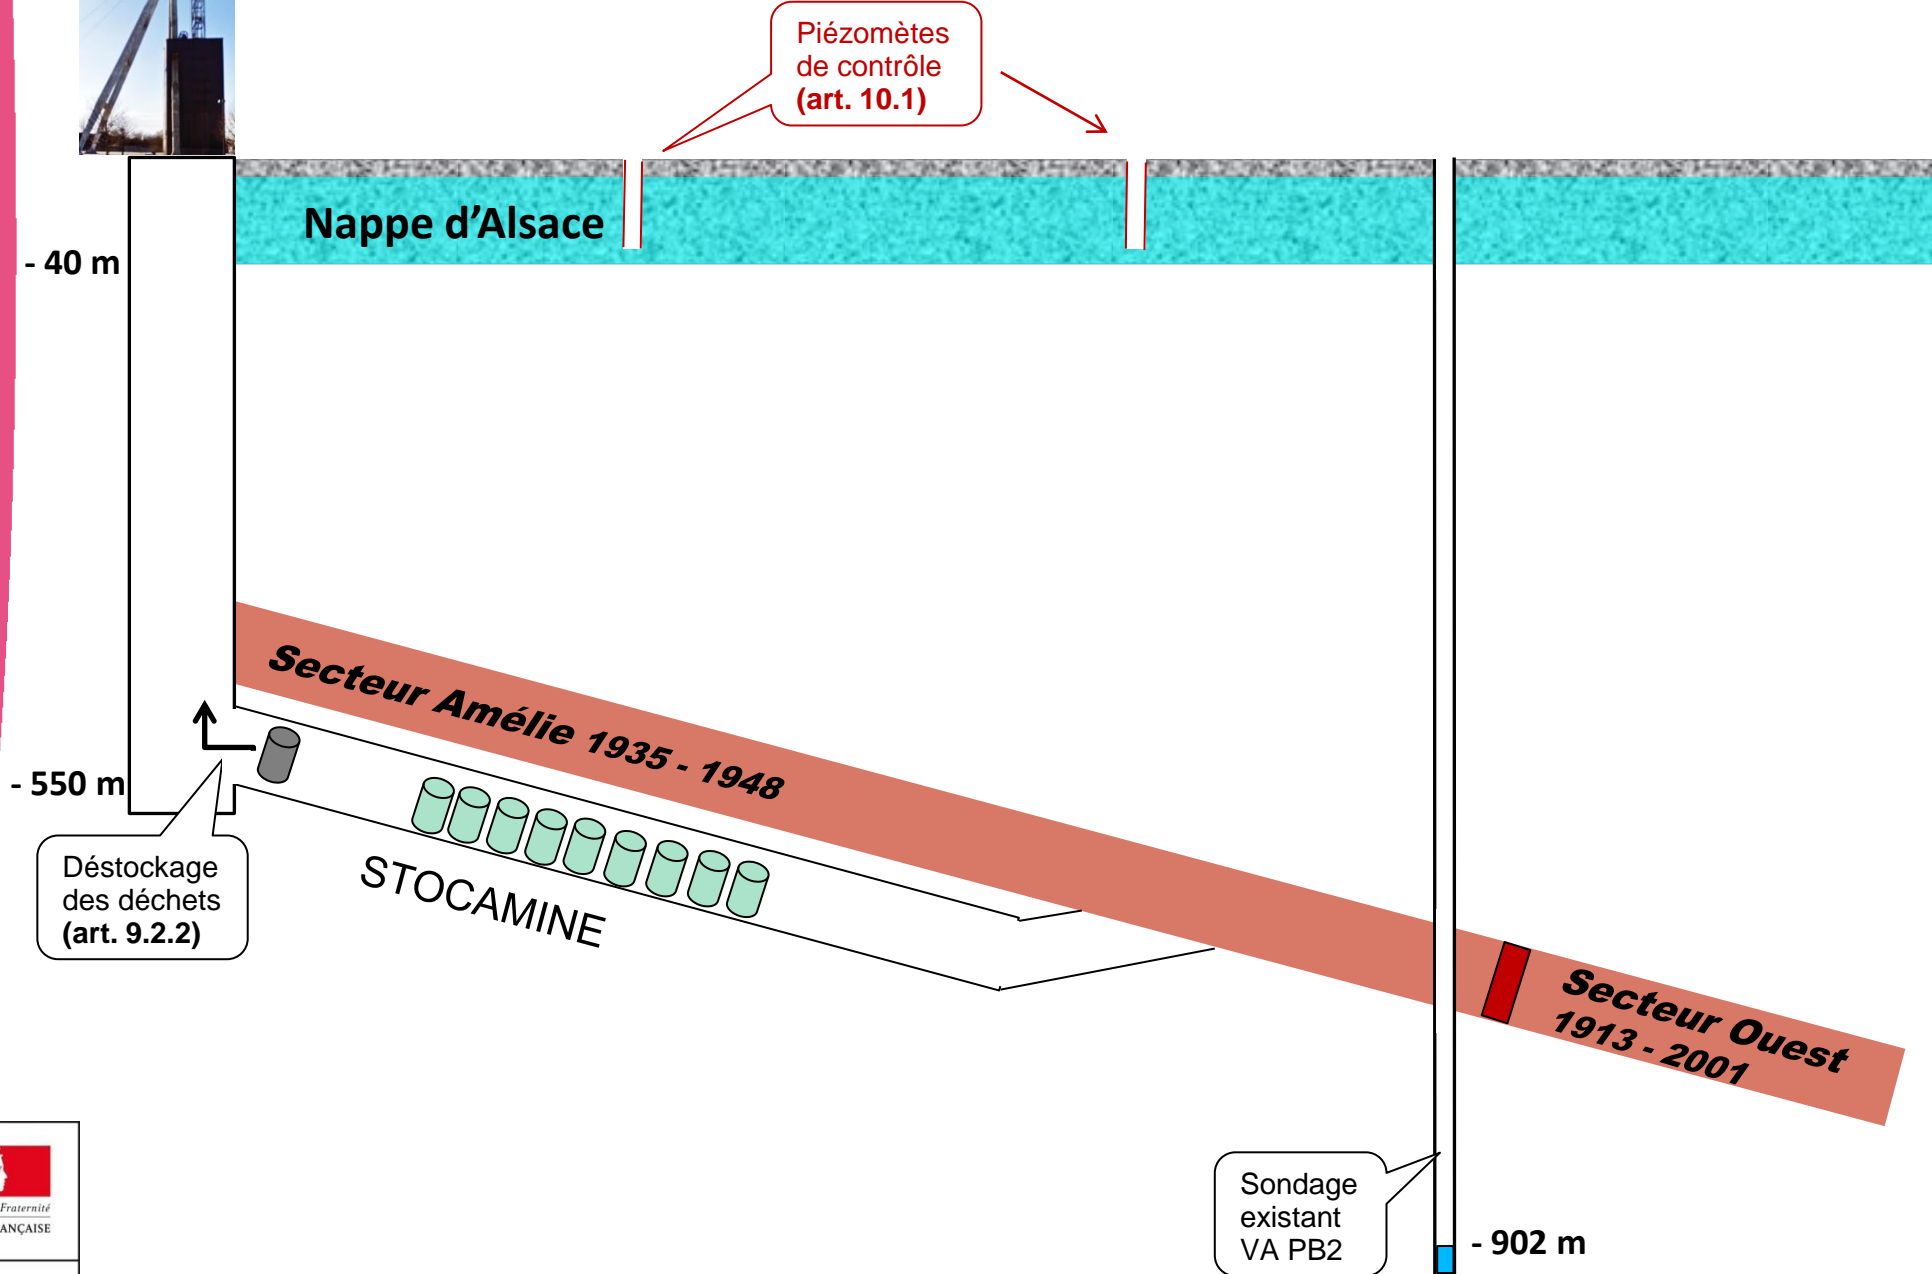 Piézomètes
de contrôle
(art. 10.1)
Nappe d'Alsace
- 40 m
Secteur Amélie 1935 - 1948
- 550 m
Déstockage
des déchets
(art. 9.2.2)
STOCAMINE
Secteur Ouest
1913 - 2001
Sondage
existant
VA PB2
- 902 m
Fraternité
ANÇAISE